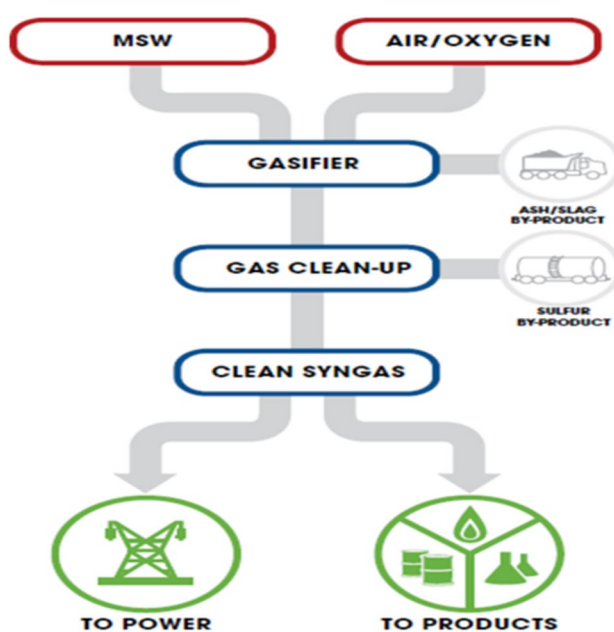 MSW
AIR/OXYGEN
GASIFIER
ASH/SLAG
BY-PRODUCT
GAS CLEAN-UP
SULFUR
BY-PRODUCT
CLEAN SYNGAS
TO POWER
TO PRODUCTS